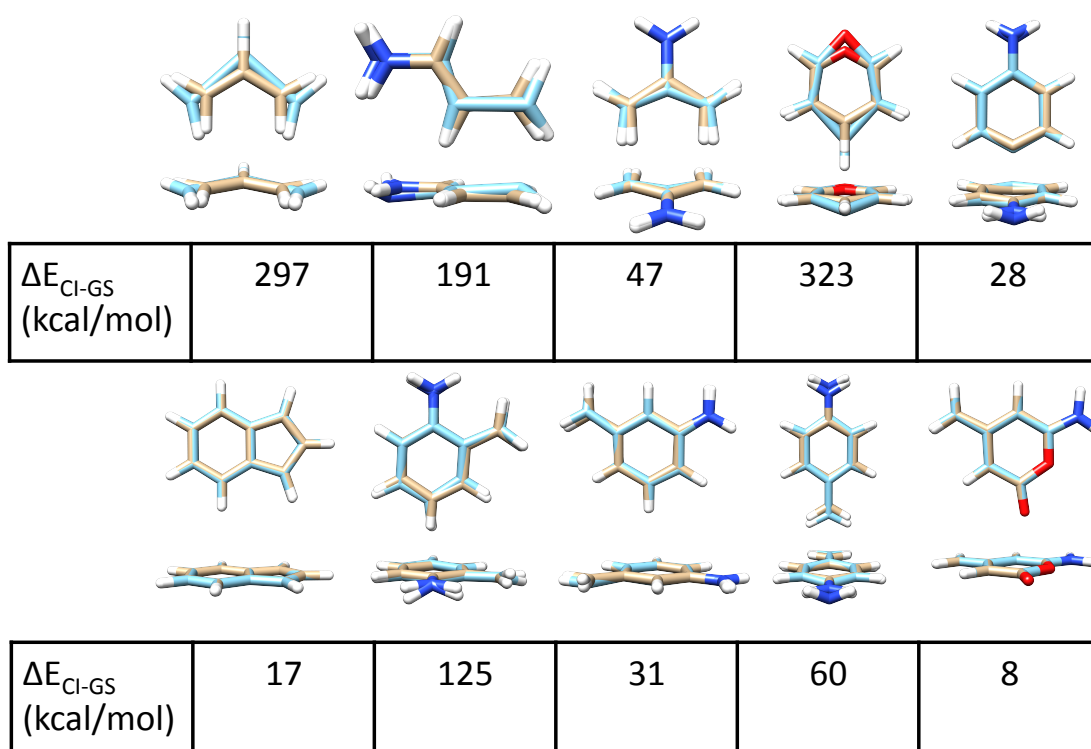 ΔE_CI-GS 297 191 47 323 28
(kcal/mol)
ΔE_CI-GS 17 125 31 60 8
(kcal/mol)